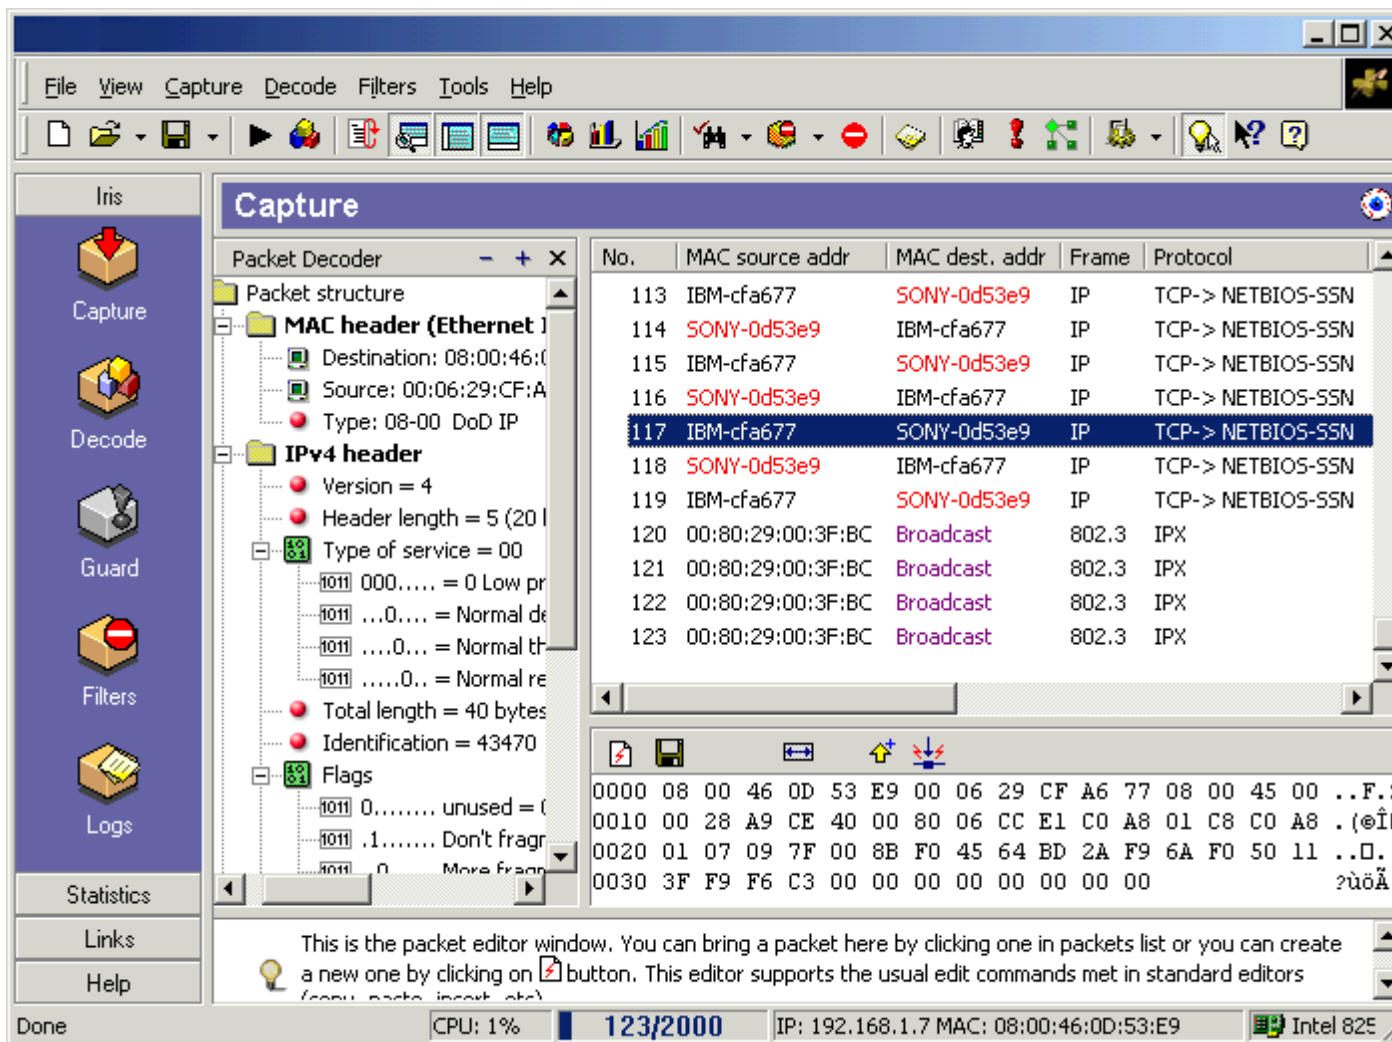 File View Capture Decode Filters Tools Help
Iris
Capture
Decode
Guard
Filters
Logs
Statistics
Links
Help
Capture
Packet Decoder
Packet structure
MAC header (Ethernet
Destination: 08:00:46:
Source: 00:06:29:CF:A
Type: 08-00 DoD IP
IPv4 header
Version = 4
Header length = 5 (20
Type of service = 00
1011 000..... = 0 Low pr
1011 ...0.... = Normal de
1011 ....0... = Normal th
1011 .....0.. = Normal re
Total length = 40 bytes
Identification = 43470
Flags
1011 0........ unused =
1011 .1....... Don't fragr
No. MAC source addr MAC dest. addr Frame Protocol
113 IBM-cfa677 SONY-0d53e9 IP TCP-> NETBIOS-SSN
114 SONY-0d53e9 IBM-cfa677 IP TCP-> NETBIOS-SSN
115 IBM-cfa677 SONY-0d53e9 IP TCP-> NETBIOS-SSN
116 SONY-0d53e9 IBM-cfa677 IP TCP-> NETBIOS-SSN
117 IBM-cfa677 SONY-0d53e9 IP TCP-> NETBIOS-SSN
118 SONY-0d53e9 IBM-cfa677 IP TCP-> NETBIOS-SSN
119 IBM-cfa677 SONY-0d53e9 IP TCP-> NETBIOS-SSN
120 00:80:29:00:3F:BC Broadcast 802.3 IPX
121 00:80:29:00:3F:BC Broadcast 802.3 IPX
122 00:80:29:00:3F:BC Broadcast 802.3 IPX
123 00:80:29:00:3F:BC Broadcast 802.3 IPX
0000 08 00 46 0D 53 E9 00 06 29 CF A6 77 08 00 45 00 ..F.
0010 00 28 A9 CE 40 00 80 06 CC E1 C0 A8 01 C8 C0 A8 .(©Î
0020 01 07 09 7F 00 8B F0 45 64 BD 2A F9 6A F0 50 11 ..□.
0030 3F F9 F6 C3 00 00 00 00 00 00 00 00 ?ùöÃ
This is the packet editor window. You can bring a packet here by clicking one in packets list or you can create
a new one by clicking on button. This editor supports the usual edit commands met in standard editors
Done CPU: 1% 123/2000 IP: 192.168.1.7 MAC: 08:00:46:0D:53:E9 Intel 825